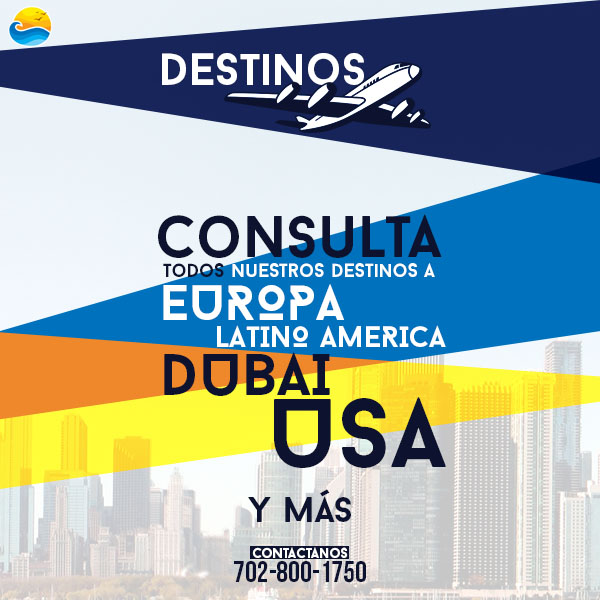 DESTINOS
CONSULTA
TODOS NUESTROS DESTINOS A
EUROPA
LATINO AMERICA
DUBAI
USA
Y MÁS
CONTACTANOS
702-800-1750